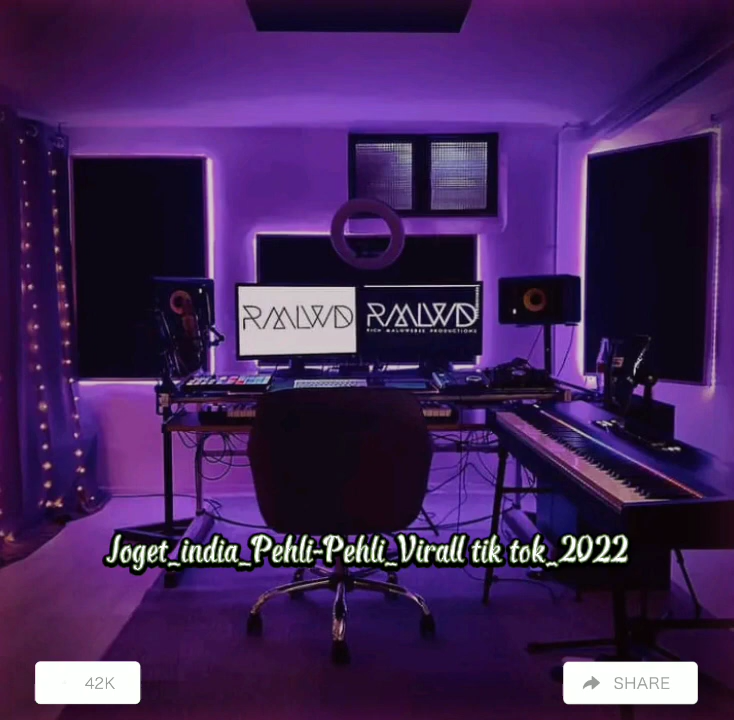 RMLWD
RMLWD
RICH MALOWEBEE PRODUCTIONS
Joget_india_Pehli-Pehli_Virall tik tok_2022
42K
SHARE